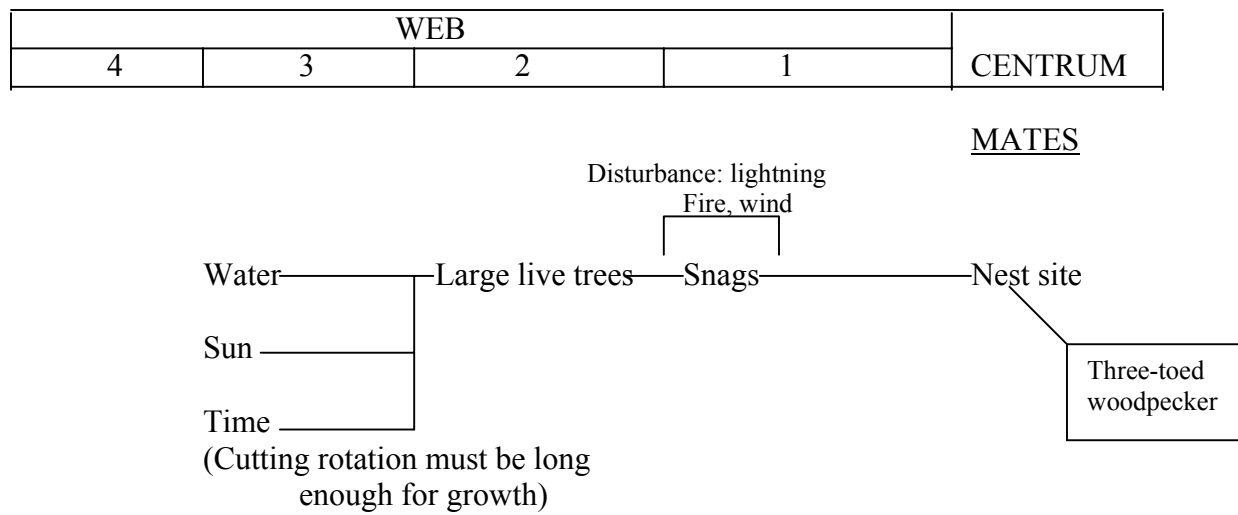 WEB
4 3 2 1 CENTRUM
MATES
Disturbance: lightning
Fire, wind
Water Large live trees Snags Nest site
Sun
Three-toed
woodpecker
Time
(Cutting rotation must be long
enough for growth)